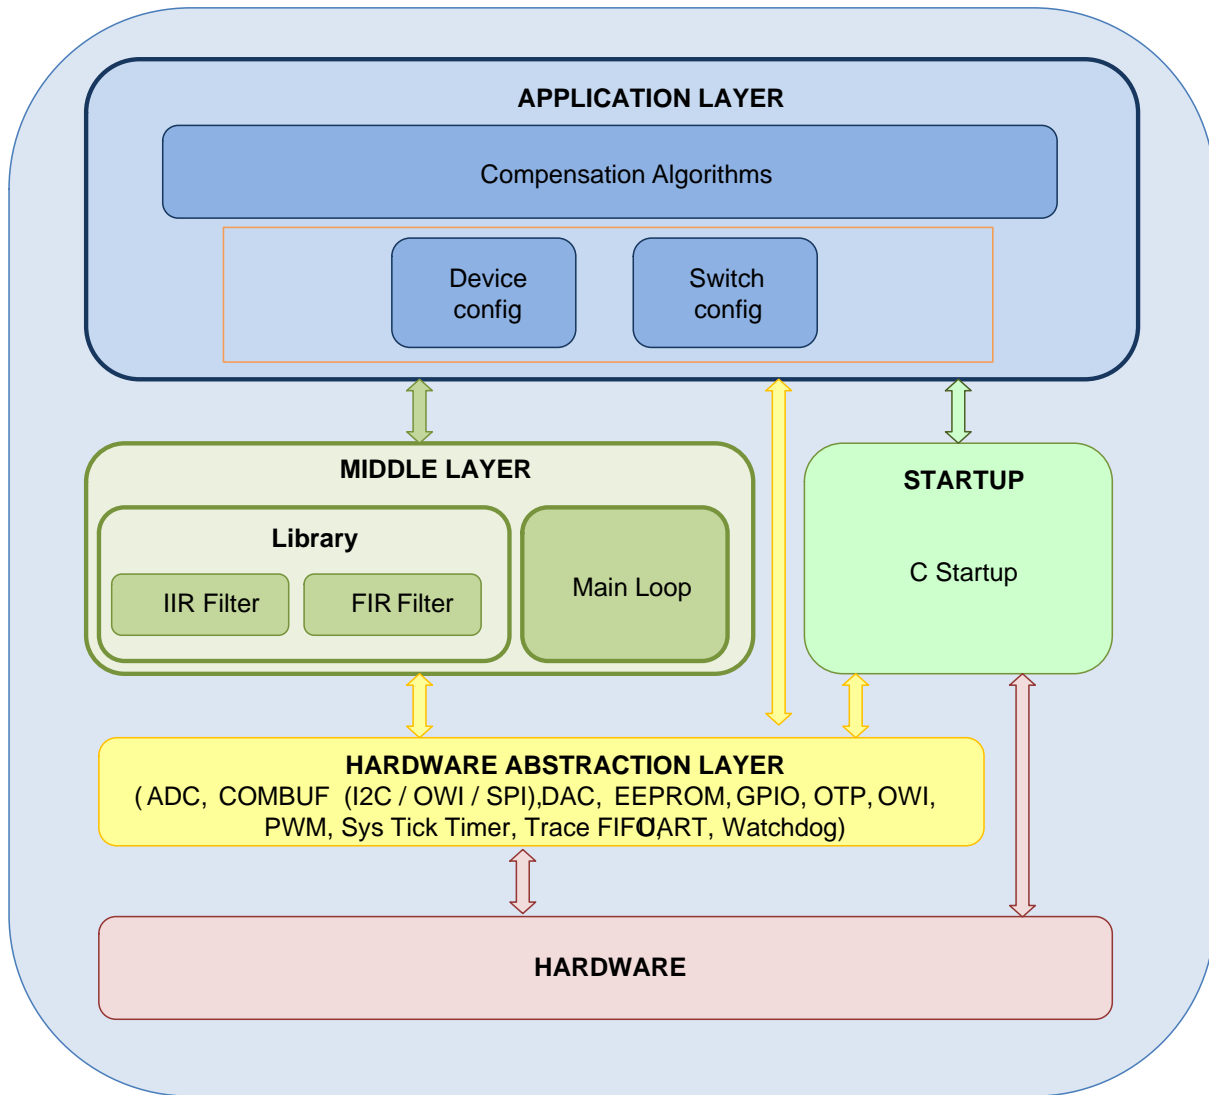 APPLICATION LAYER
Compensation Algorithms
Device
config
Switch
config
MIDDLE LAYER
Library
IIR Filter
FIR Filter
Main Loop
STARTUP
C Startup
HARDWARE ABSTRACTION LAYER
( ADC, COMBUF (I2C / OWI / SPI),DAC, EEPROM, GPIO, OTP, OWI,
PWM, Sys Tick Timer, Trace FIFO, UART, Watchdog)
HARDWARE